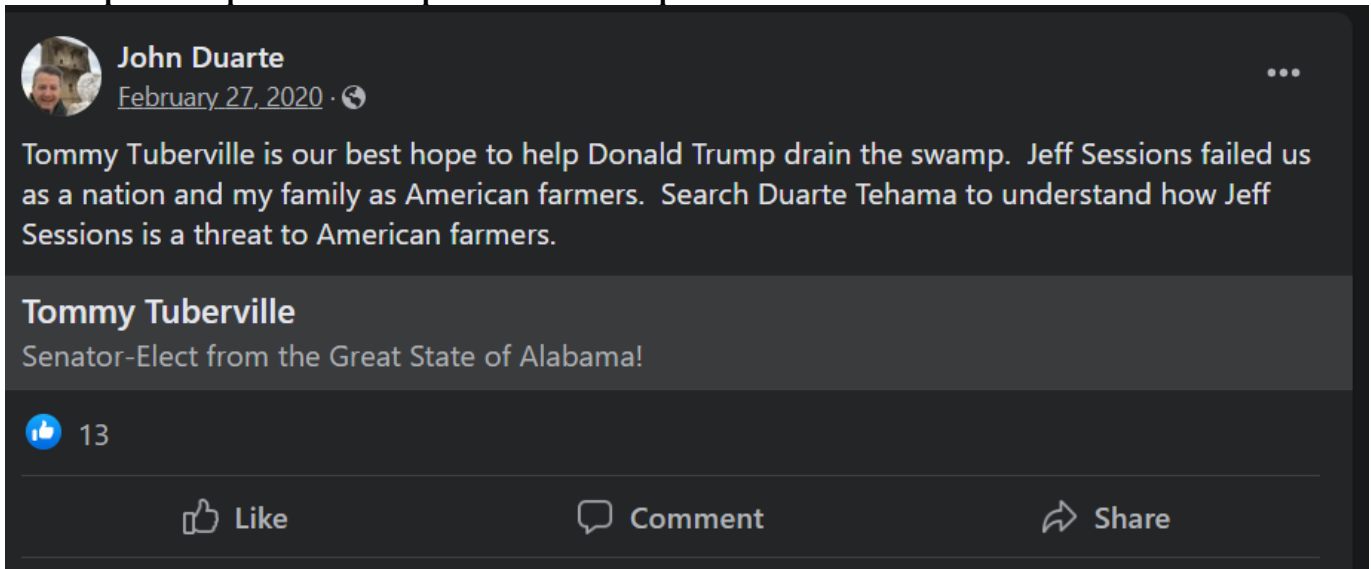 John Duarte
February 27, 2020 ·
Tommy Tuberville is our best hope to help Donald Trump drain the swamp.  Jeff Sessions failed us
as a nation and my family as American farmers.  Search Duarte Tehama to understand how Jeff
Sessions is a threat to American farmers.
Tommy Tuberville
Senator-Elect from the Great State of Alabama!
13
Like Comment Share